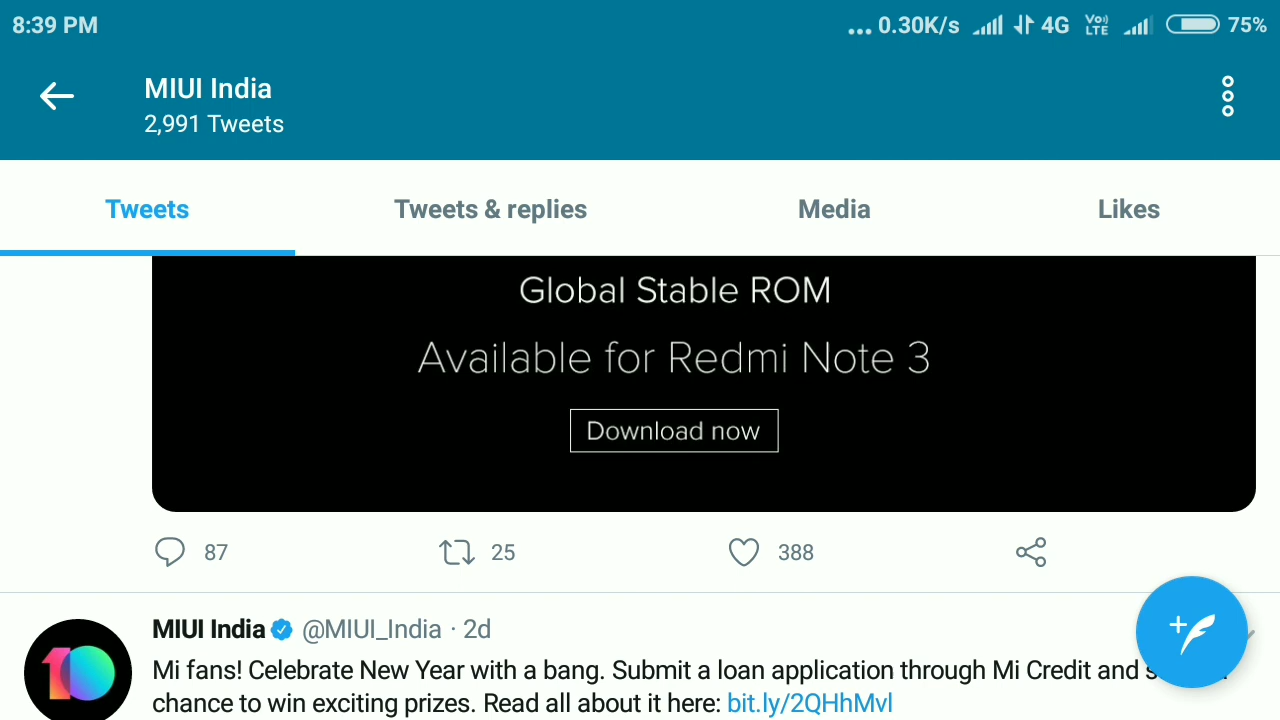 8:39 PM ... 0.30K/s 4G Vo)) LTE 75%
MIUI India
2,991 Tweets
Tweets Tweets & replies Media Likes
Global Stable ROM
Available for Redmi Note 3
Download now
87 25 388
MIUI India @MIUI_India · 2d
10
Mi fans! Celebrate New Year with a bang. Submit a loan application through Mi Credit and
chance to win exciting prizes. Read all about it here: bit.ly/2QHhMvl